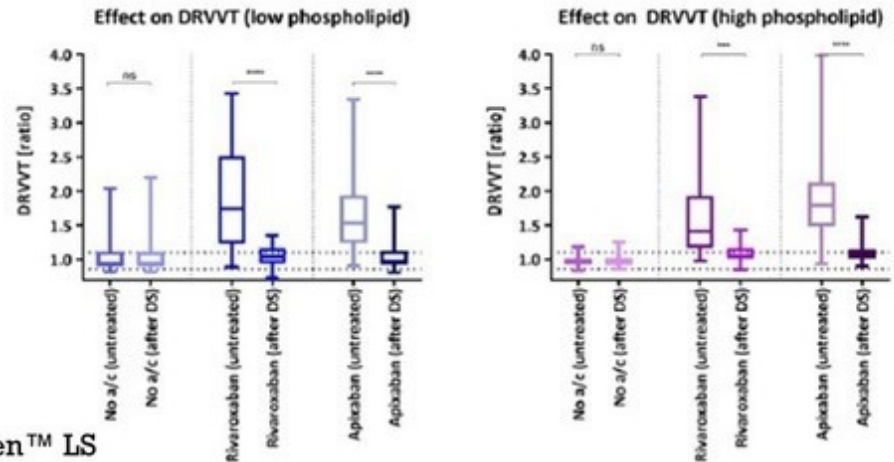 Effect on DRVVT (low phospholipid)
DRVVT [ratio]
4.0
3.5
3.0
2.5
2.0
1.5
1.0
ns
****
****
No a/c (untreated)
No a/c (after DS)
Rivaroxaban (untreated)
Rivaroxaban (after DS)
Apixaban (untreated)
Apixaban (after DS)
Effect on DRVVT (high phospholipid)
DRVVT [ratio]
4.0
3.5
3.0
2.5
2.0
1.5
1.0
ns
***
****
No a/c (untreated)
No a/c (after DS)
Rivaroxaban (untreated)
Rivaroxaban (after DS)
Apixaban (untreated)
Apixaban (after DS)
en™ LS